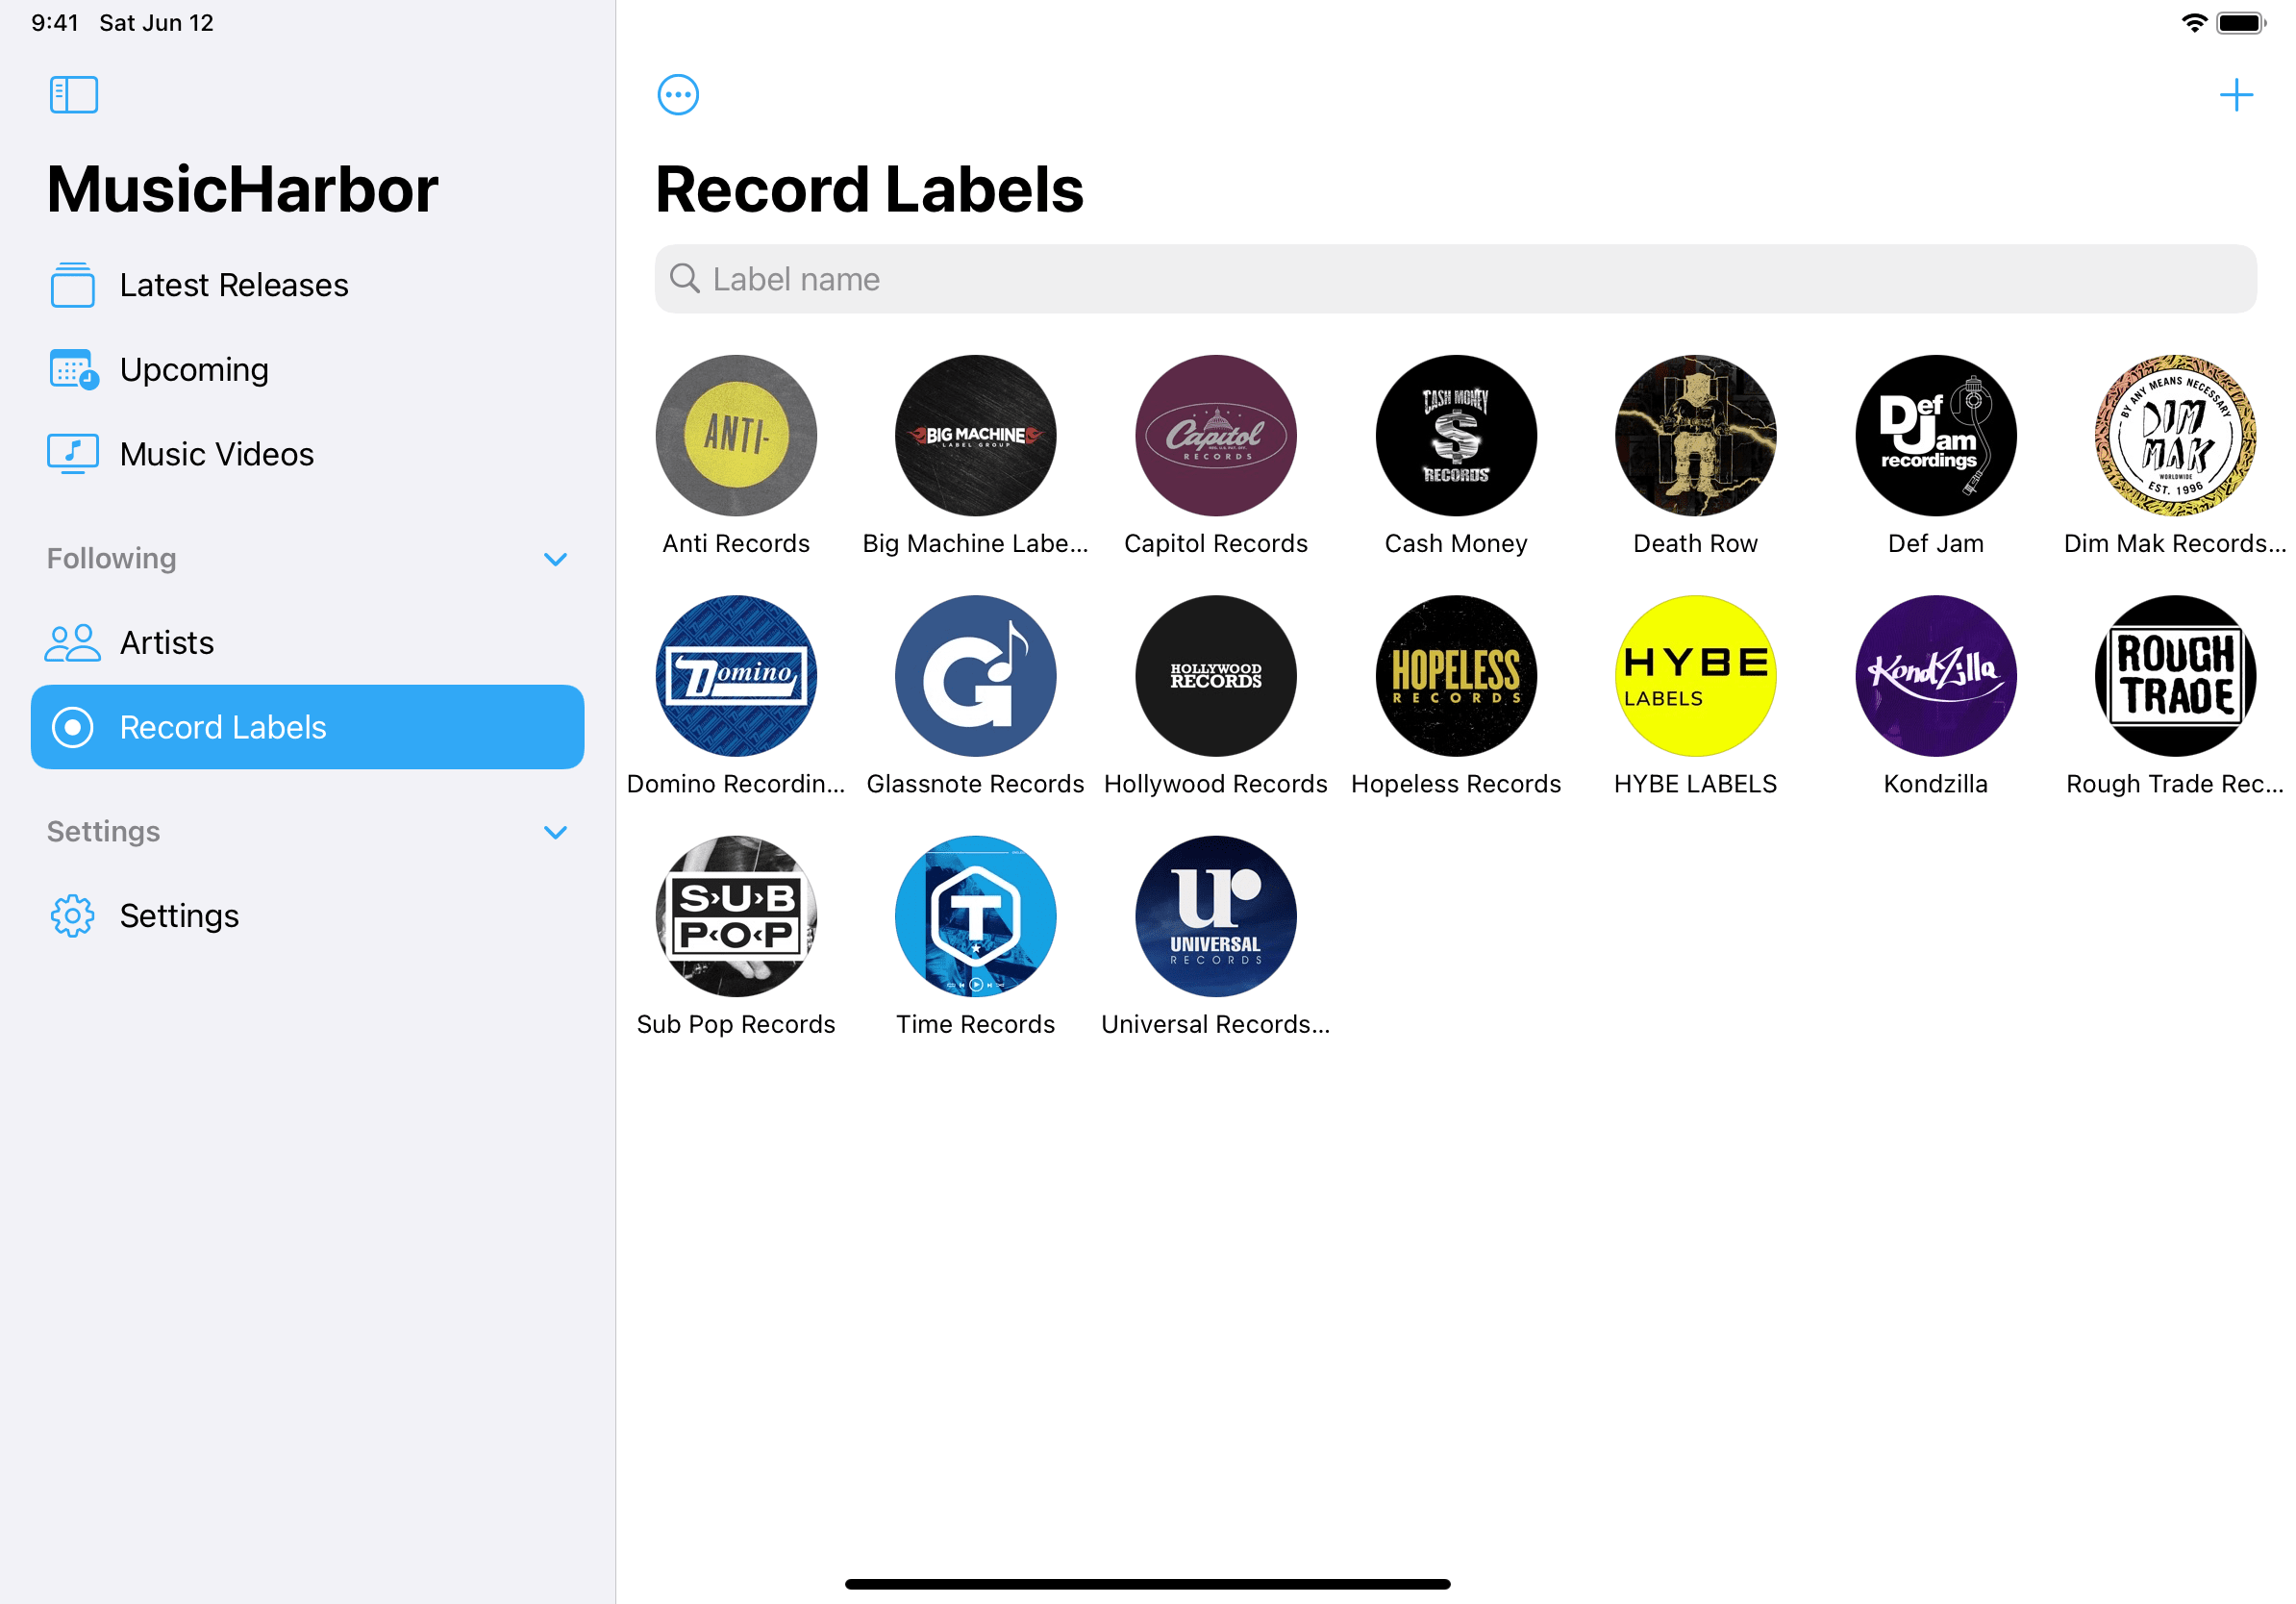 9:41 Sat Jun 12
MusicHarbor
Latest Releases
Upcoming
Music Videos
Following
Artists
Record Labels
Settings
Settings
Record Labels
Label name
ANTI-
BIG MACHINE
LABEL GROUP
Capitol
RECORDS
CASH MONEY
$
RECORDS
Def
Jam
recordings
BY ANY MEANS NECESSARY
DIM
MAK
WORLDWIDE
EST. 1996
Anti Records
Big Machine Labe...
Capitol Records
Cash Money
Death Row
Def Jam
Dim Mak Records...
Domino
G
HOLLYWOOD
RECORDS
HOPELESS
RECORDS
HYBE
LABELS
KondZilla
ROUGH
TRADE
Domino Recordin...
Glassnote Records
Hollywood Records
Hopeless Records
HYBE LABELS
Kondzilla
Rough Trade Rec...
S›U›B
P‹O‹P
T
ur
UNIVERSAL
RECORDS
Sub Pop Records
Time Records
Universal Records...